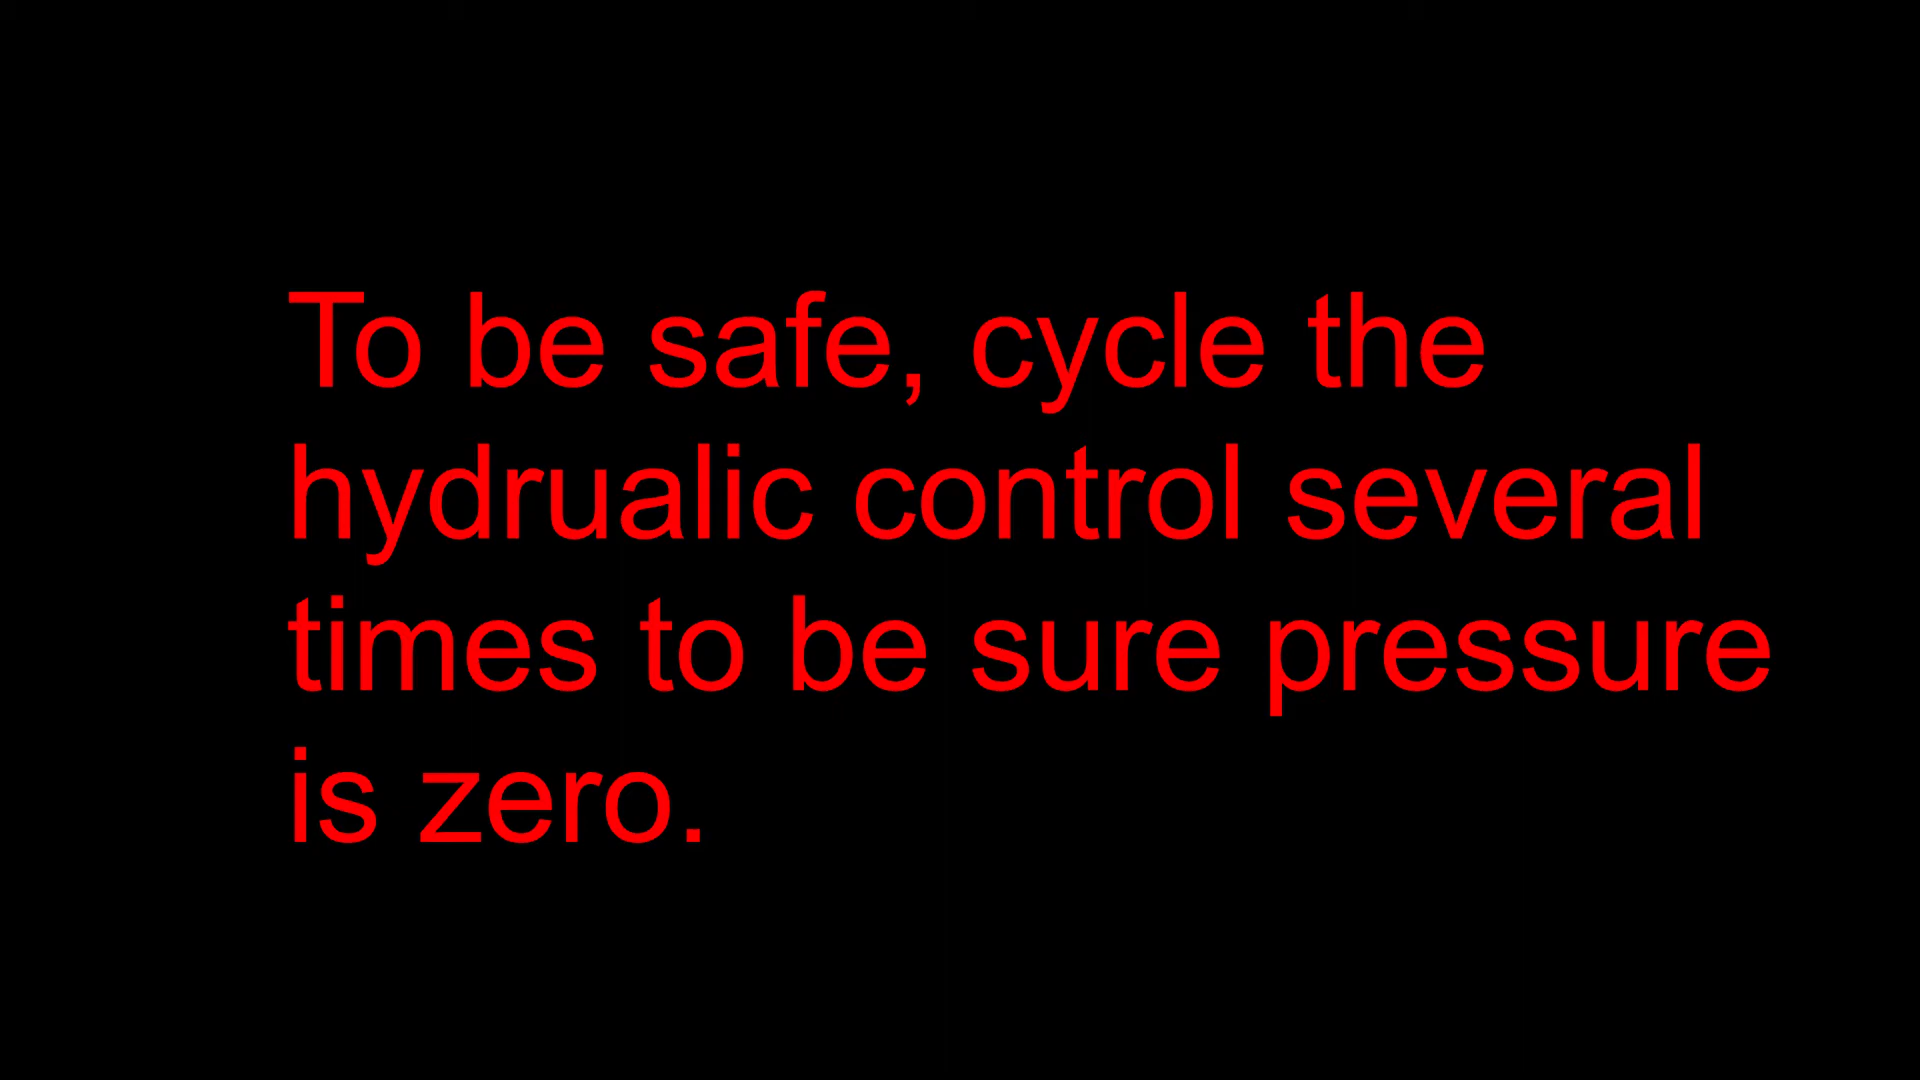 To be safe, cycle the
hydrualic control several
times to be sure pressure
is zero.